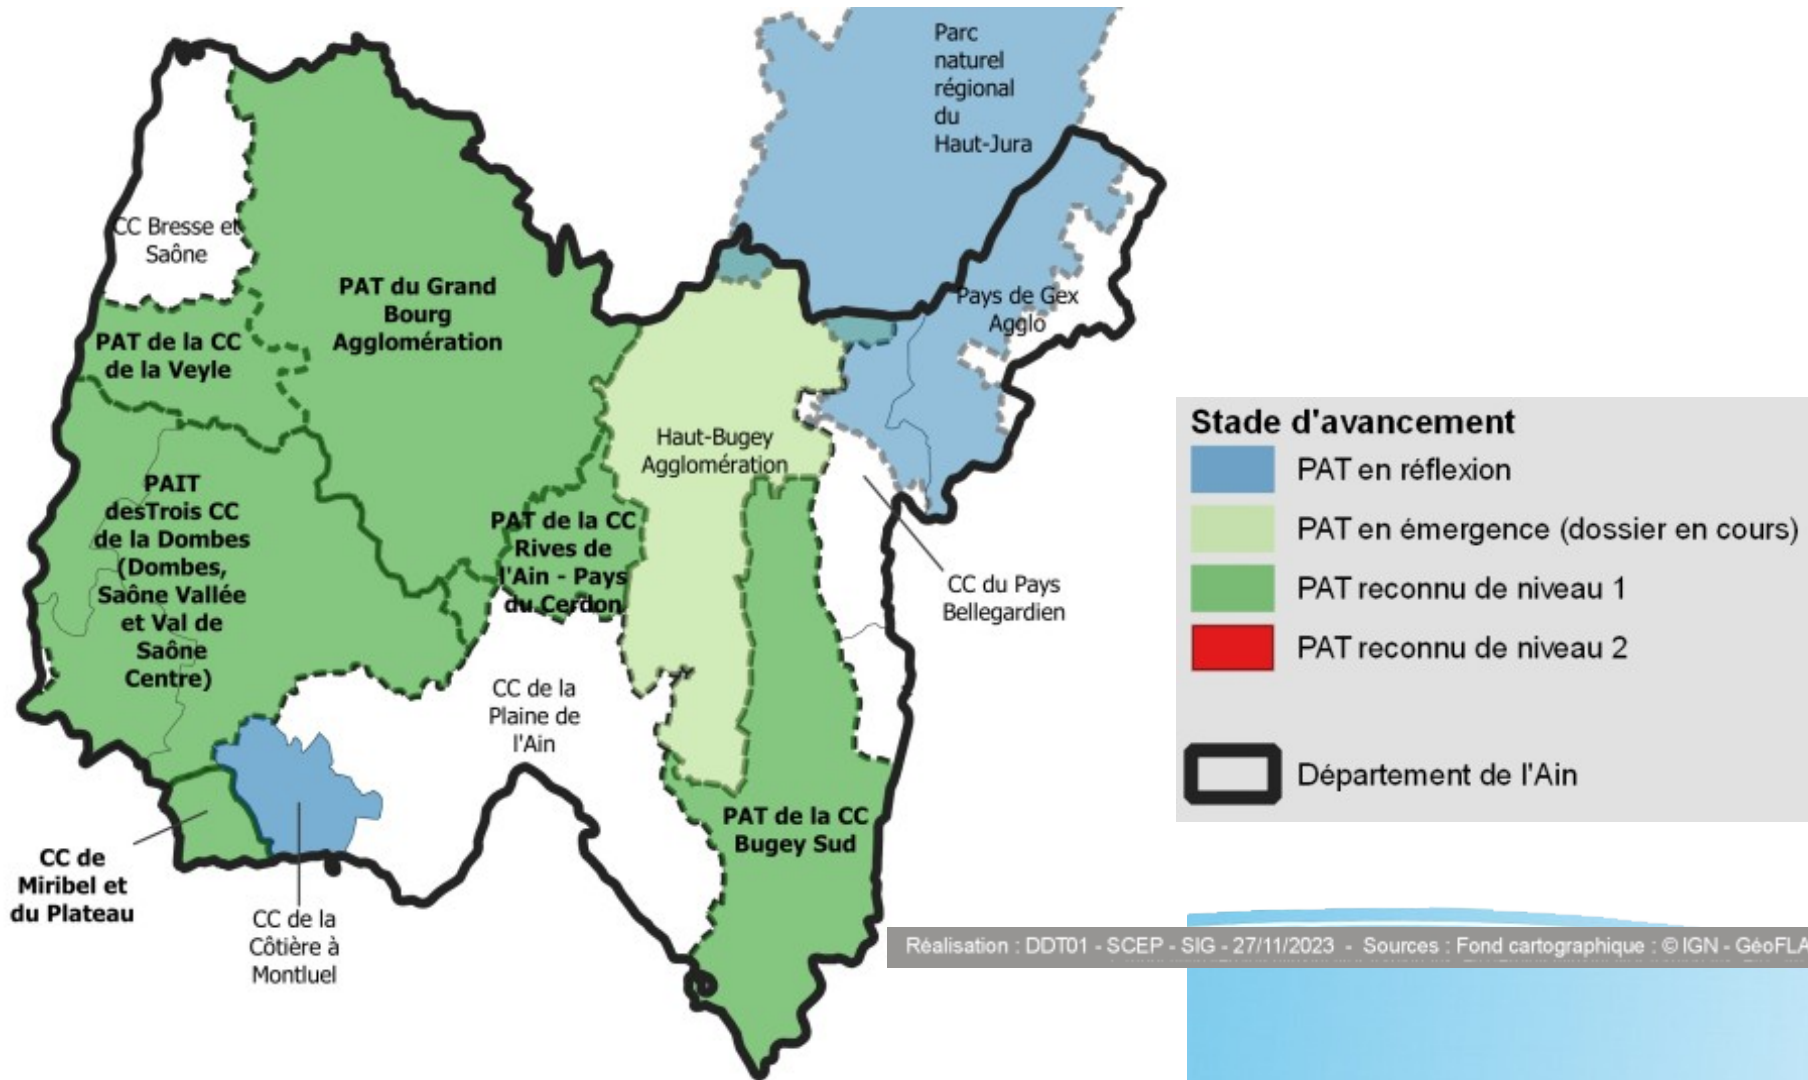 Parc
naturel
régional
du
Haut-Jura
CC Bresse et
Saône
PAT du Grand
Bourg
Agglomération
Pays de Gex
Agglo
PAT de la CC
de la Veyle
Haut-Bugey
Agglomération
PAIT
desTrois CC
de la Dombes
(Dombes,
Saône Vallée
et Val de
Saône
Centre)
PAT de la CC
Rives de
l'Ain - Pays
du Cerdon
CC du Pays
Bellegardien
CC de la
Plaine de
l'Ain
PAT de la CC
Bugey Sud
CC de
Miribel et
du Plateau
CC de la
Côtière à
Montluel
Stade d'avancement
PAT en réflexion
PAT en émergence (dossier en cours)
PAT reconnu de niveau 1
PAT reconnu de niveau 2
Département de l'Ain
Réalisation : DDT01 - SCEP - SIG - 27/11/2023 - Sources : Fond cartographique : © IGN - GéoFLA